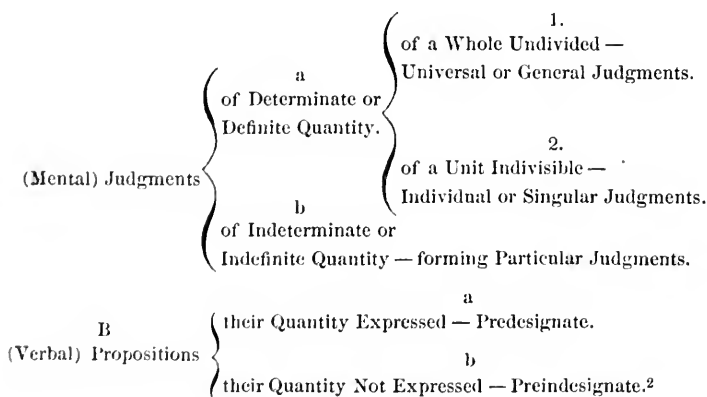 1.
of a Whole Undivided —
Universal or General Judgments.
a
of Determinate or
Definite Quantity.
2.
of a Unit Indivisible —
Individual or Singular Judgments.
(Mental) Judgments
b
of Indeterminate or
Indefinite Quantity — forming Particular Judgments.
a
their Quantity Expressed — Predesignate.
B
(Verbal) Propositions
b
their Quantity Not Expressed — Preindesignate.²